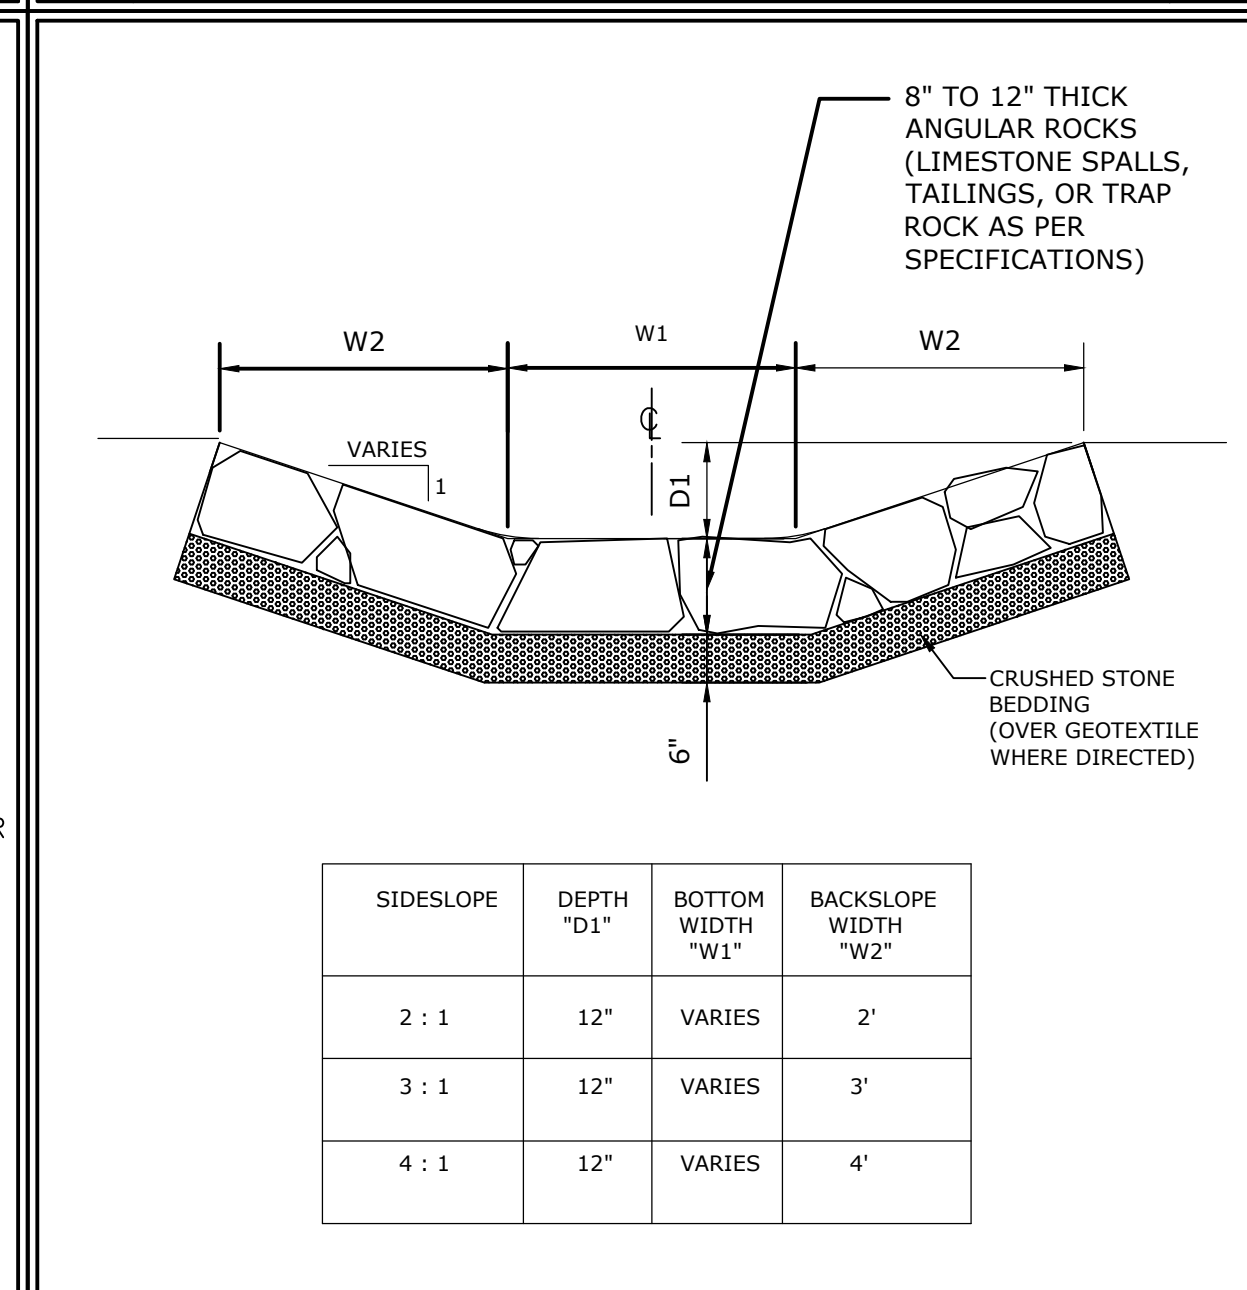 8" TO 12" THICK
ANGULAR ROCKS
(LIMESTONE SPALLS,
TAILINGS, OR TRAP
ROCK AS PER
SPECIFICATIONS)
W2
W1
W2
℄
VARIES
1
D1
CRUSHED STONE
BEDDING
(OVER GEOTEXTILE
WHERE DIRECTED)
6"
SIDESLOPE
DEPTH
"D1"
BOTTOM
WIDTH
"W1"
BACKSLOPE
WIDTH
"W2"
2 : 1 12" VARIES 2'
3 : 1 12" VARIES 3'
4 : 1 12" VARIES 4'